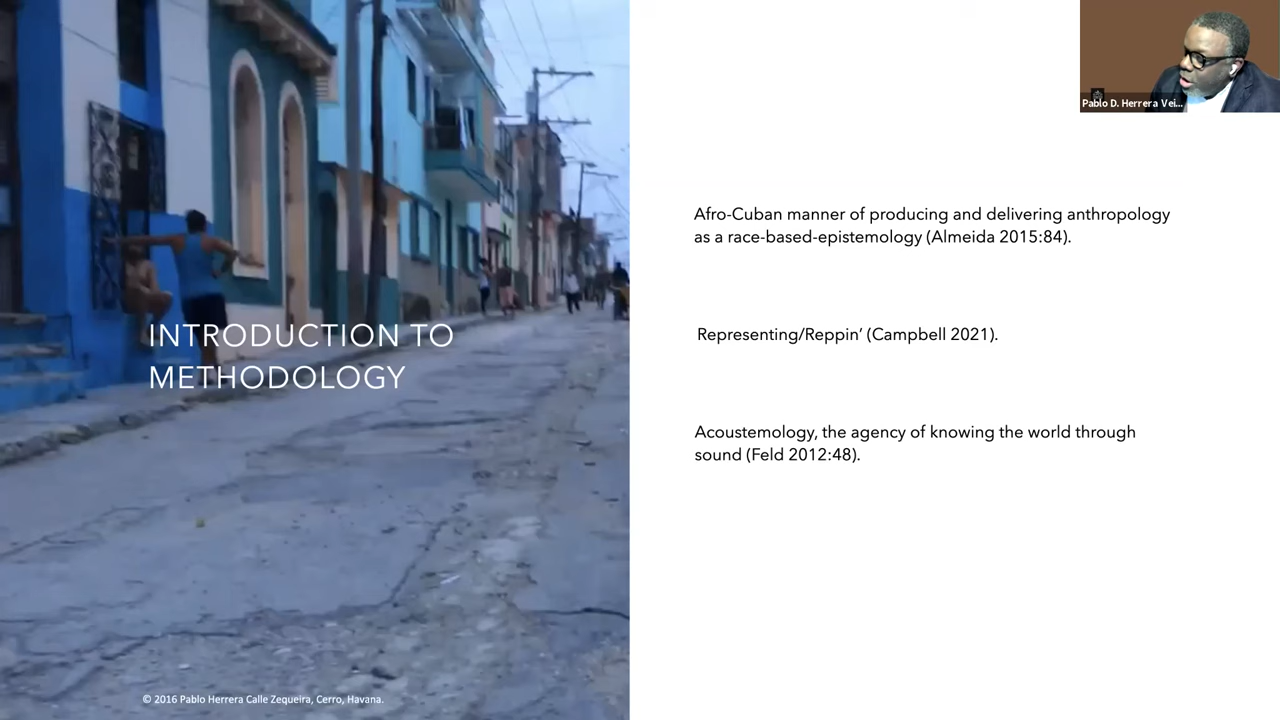 Pablo D. Herrera Vei...
Afro-Cuban manner of producing and delivering anthropology
as a race-based-epistemology (Almeida 2015:84).
INTRODUCTION TO
METHODOLOGY
Representing/Reppin’ (Campbell 2021).
Acoustemology, the agency of knowing the world through
sound (Feld 2012:48).
© 2016 Pablo Herrera Calle Zequeira, Cerro, Havana.